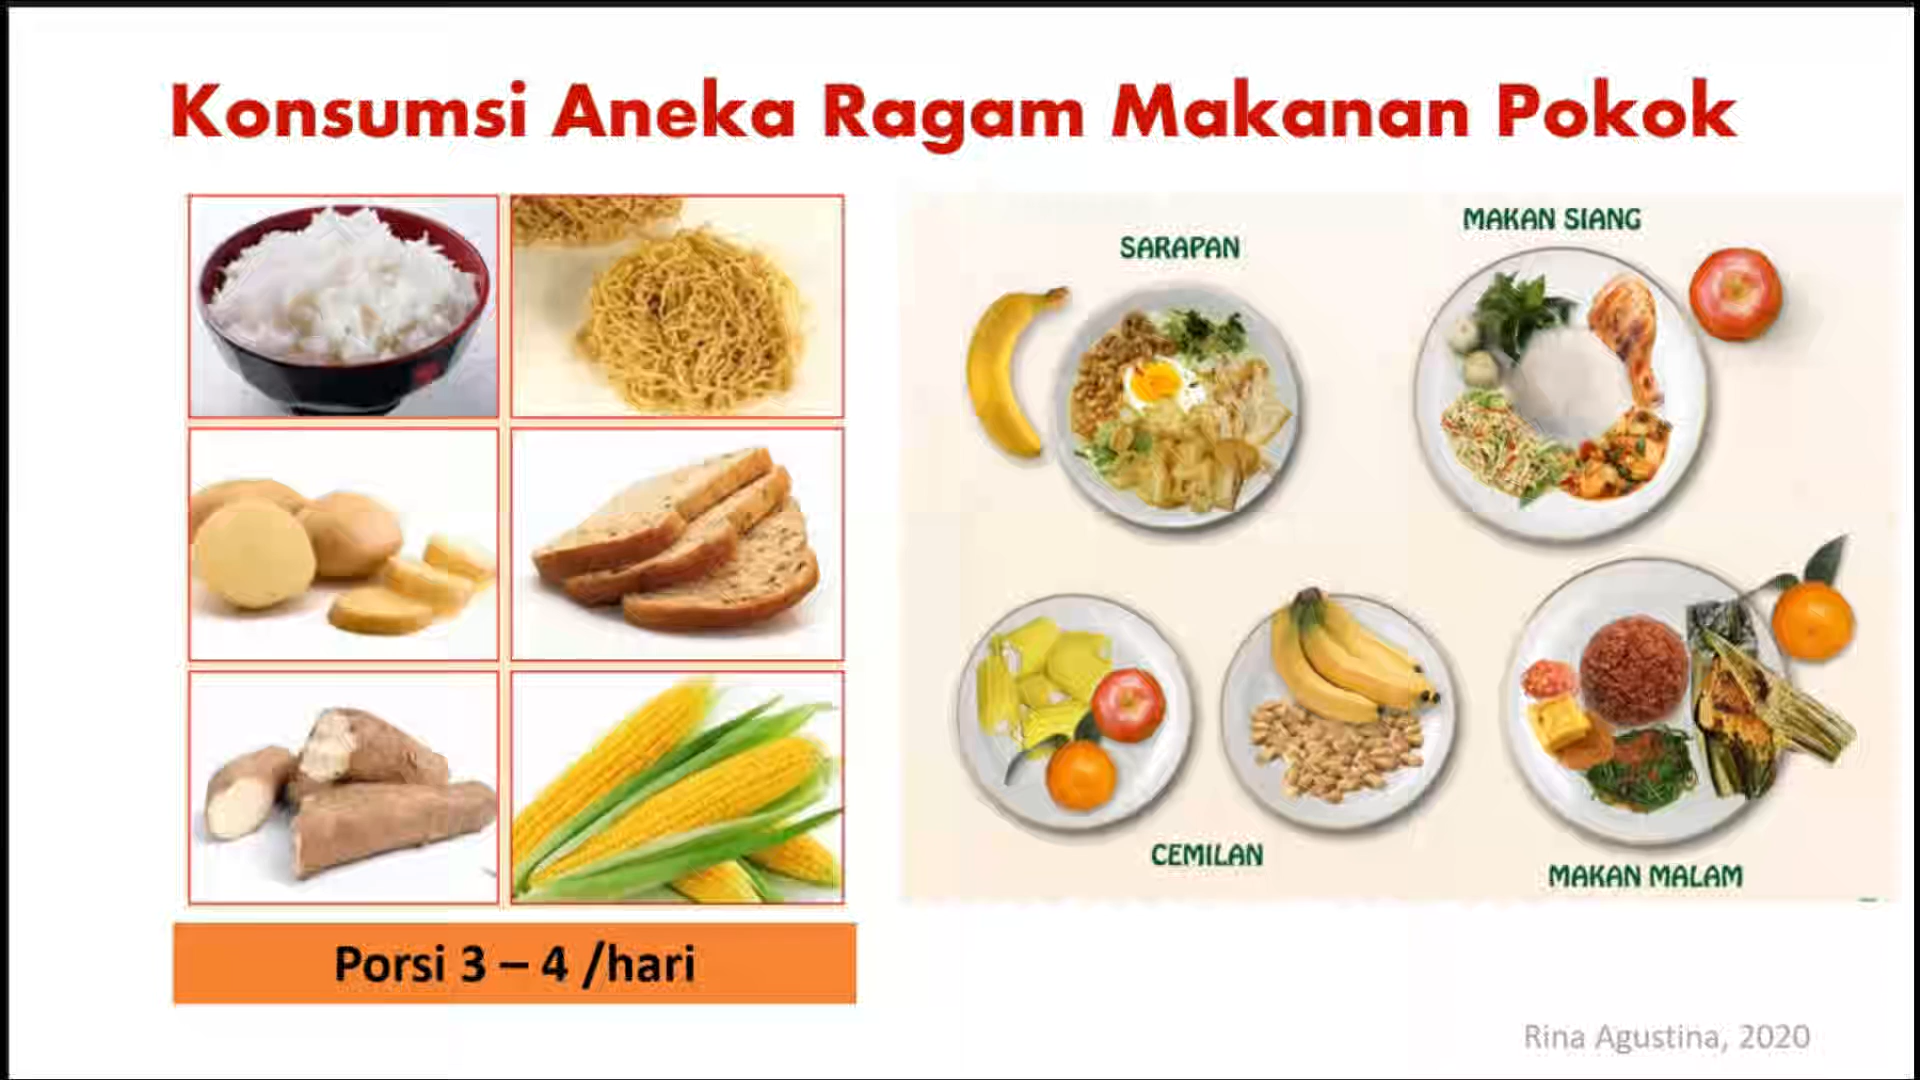 Konsumsi Aneka Ragam Makanan Pokok
SARAPAN
MAKAN SIANG
CEMILAN
MAKAN MALAM
Porsi 3 – 4 /hari
Rina Agustina, 2020